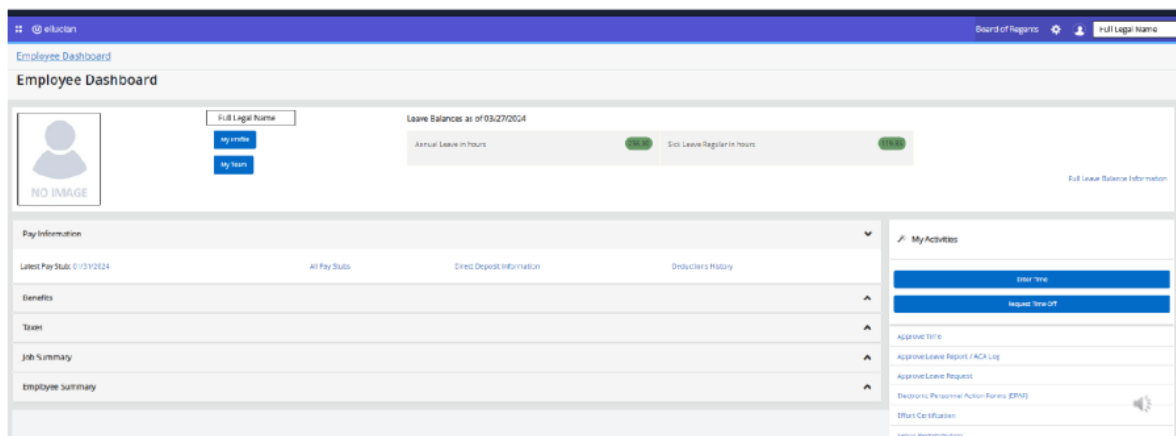 ellucian
Board of Regents
Full Legal Name
Employee Dashboard
Employee Dashboard
Full Legal Name
My Profile
My Team
NO IMAGE
Leave Balances as of 03/27/2024
Annual Leave in hours
Sick Leave Regular in hours
Full Leave Balance Information
Pay Information
Latest Pay Stub: 01/31/2024
All Pay Stubs
Direct Deposit Information
Deductions History
Benefits
Taxes
Job Summary
Employee Summary
My Activities
Enter Time
Request Time Off
Approve Time
Approve Leave Report / ACA Log
Approve Leave Request
Electronic Personnel Action Forms (EPAF)
Effort Certification